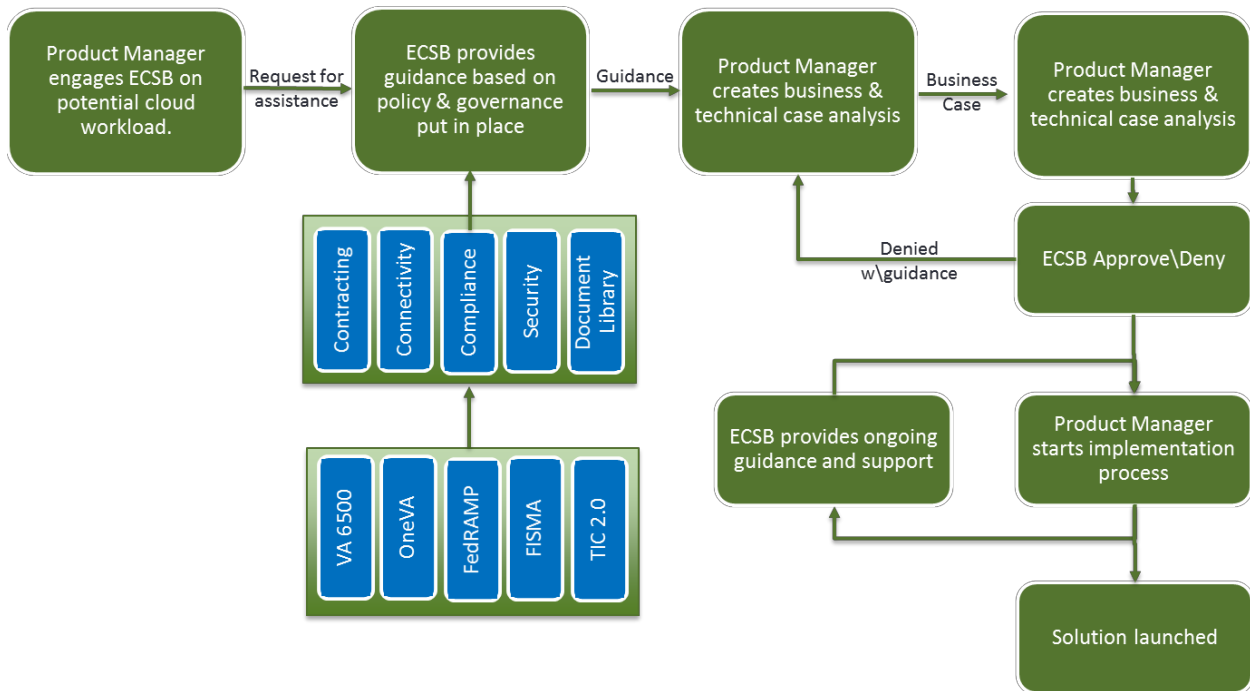 Product Manager
engages ECSB on
potential cloud
workload.
Request for
assistance
ECSB provides
guidance based on
policy & governance
put in place
Guidance
Product Manager
creates business &
technical case analysis
Business
Case
Product Manager
creates business &
technical case analysis
Contracting
Connectivity
Compliance
Security
Document
Library
Denied
w\guidance
ECSB Approve\Deny
VA 6500
OneVA
FedRAMP
FISMA
TIC 2.0
ECSB provides ongoing
guidance and support
Product Manager
starts implementation
process
Solution launched